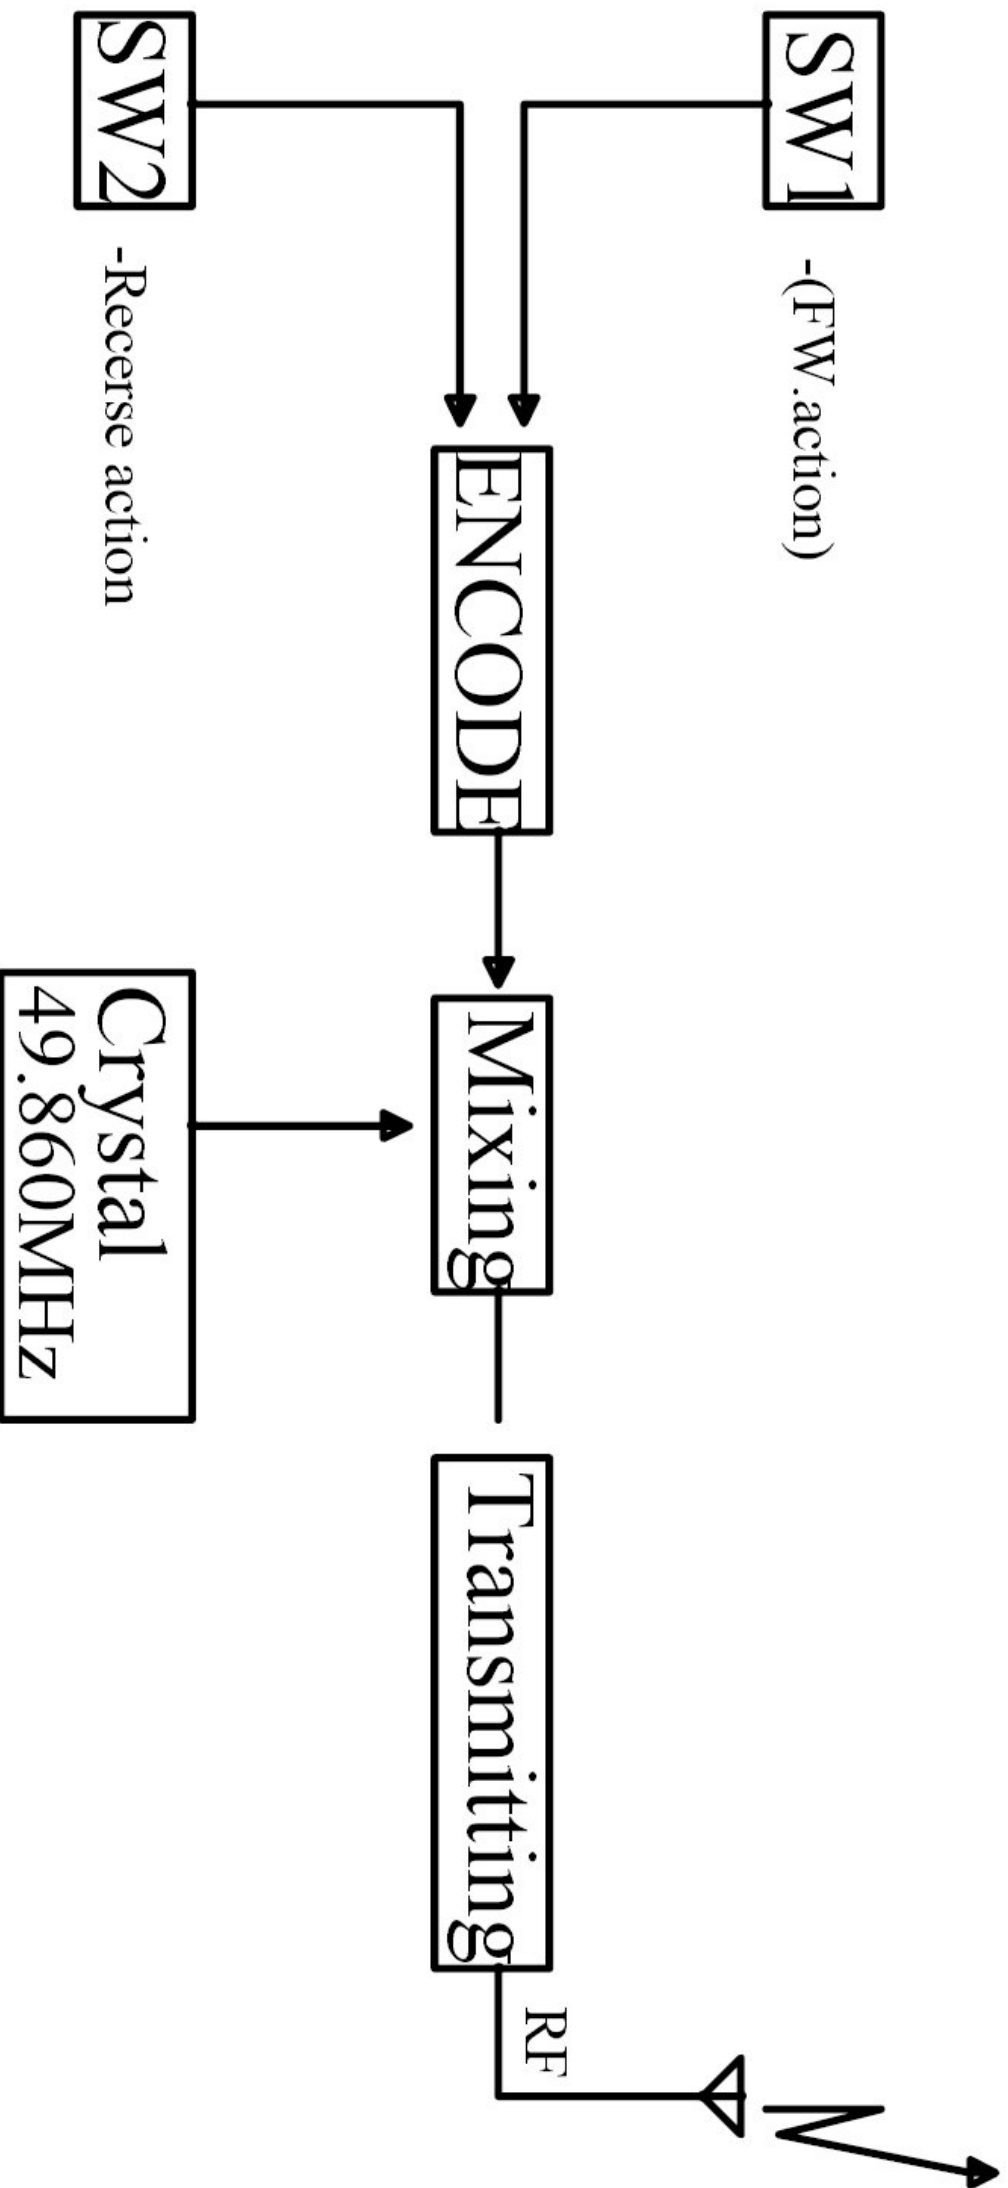 SW1
-(FW.action)
ENCODE
Mixing
Transmitting
RF
SW2
-Recerse action
Crystal
49.860MHz